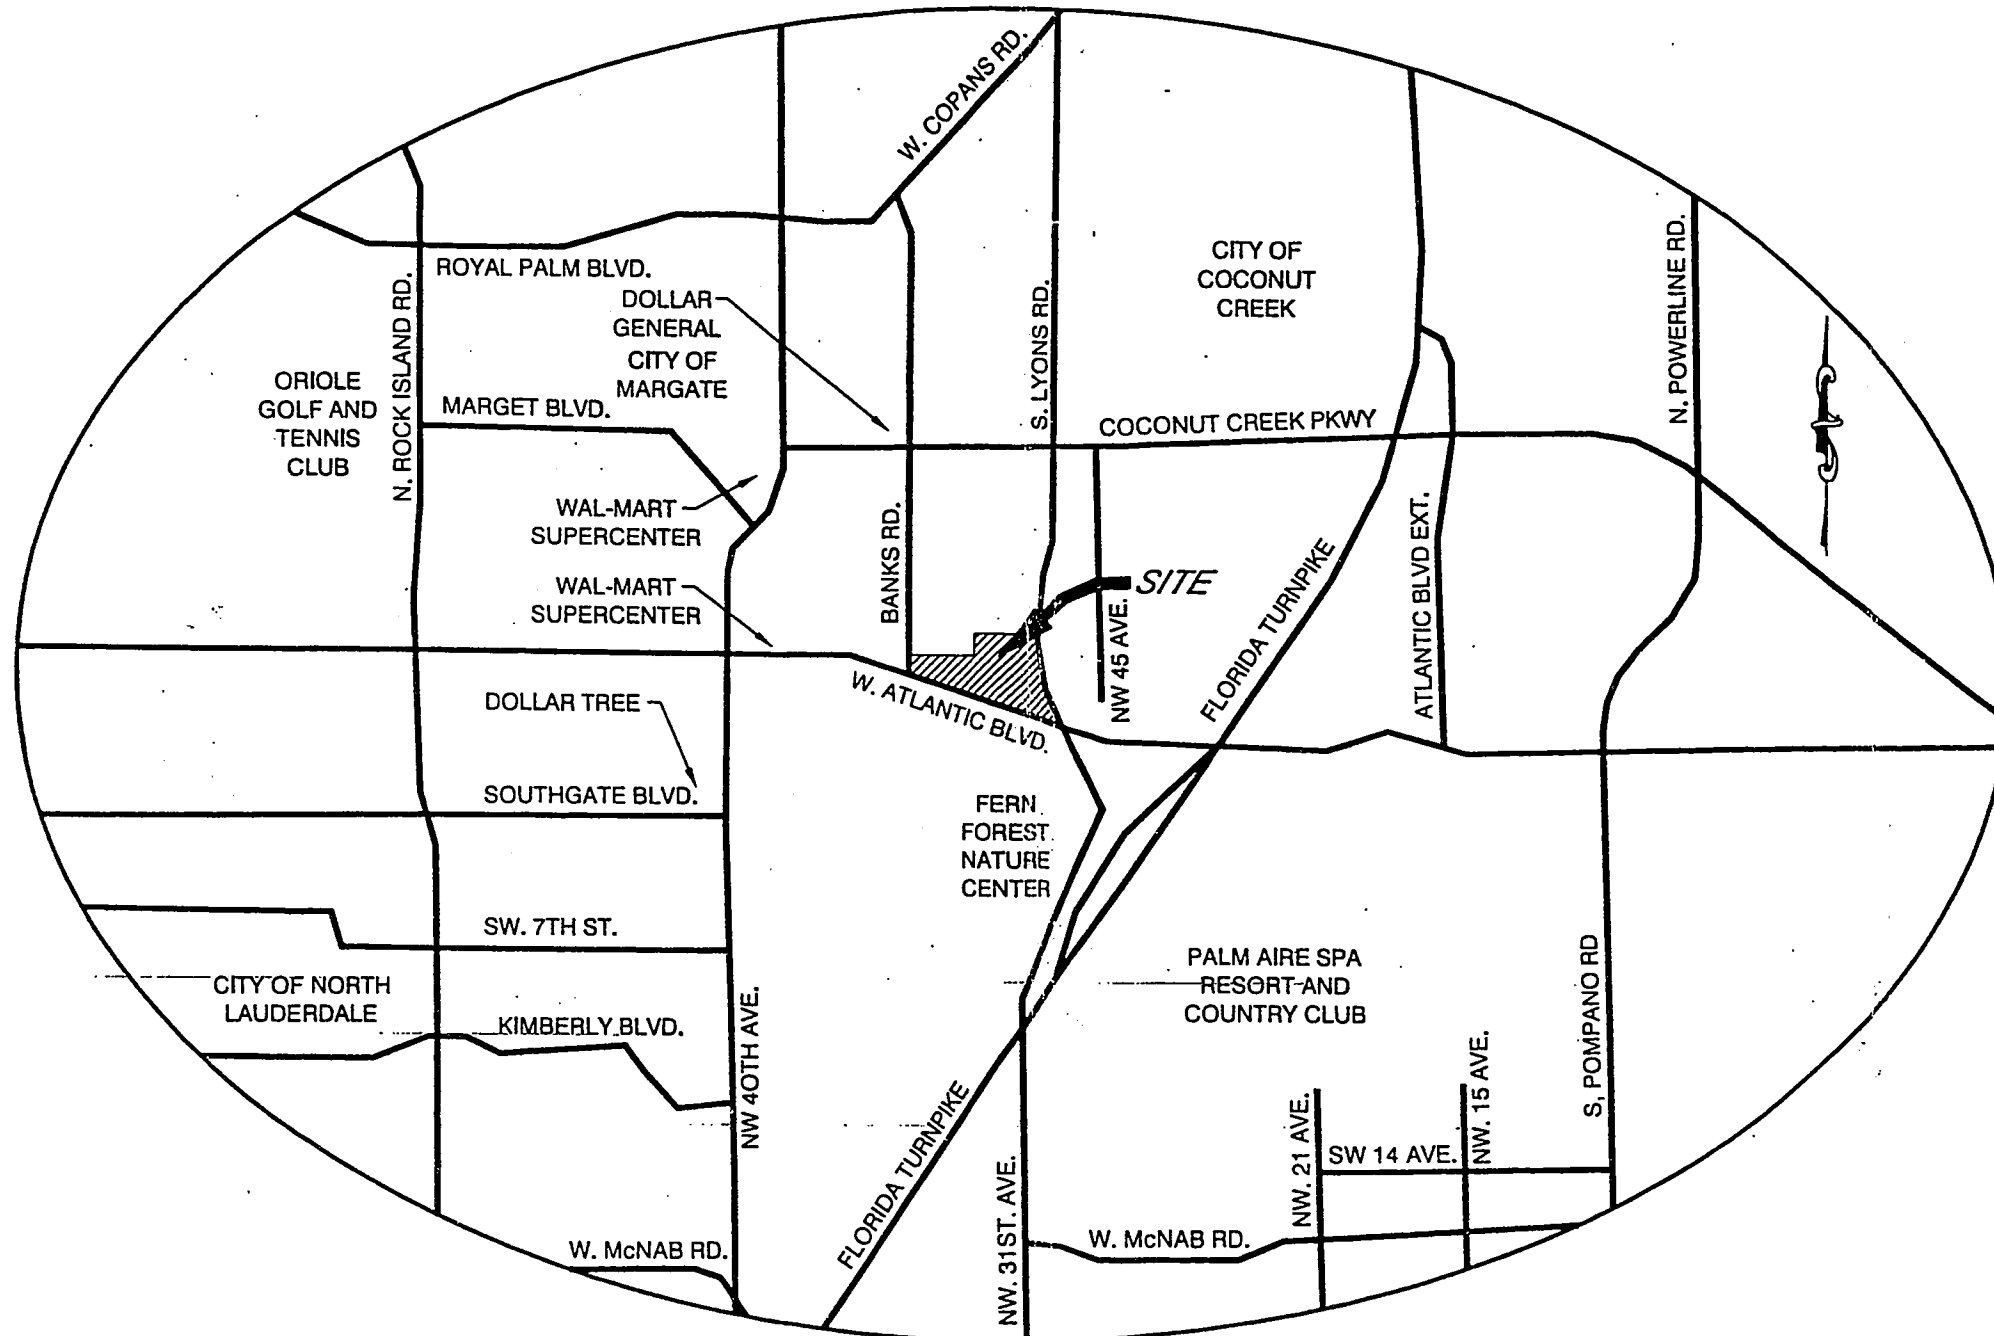 W. COPANS RD.
ROYAL PALM BLVD.
N. ROCK ISLAND RD.
DOLLAR
GENERAL
CITY OF
MARGATE
S. LYONS RD.
CITY OF
COCONUT
CREEK
N. POWERLINE RD.
ORIOLE
GOLF AND
TENNIS
CLUB
MARGET BLVD.
COCONUT CREEK PKWY
WAL-MART
SUPERCENTER
WAL-MART
SUPERCENTER
BANKS RD.
SITE
NW 45 AVE.
FLORIDA TURNPIKE
ATLANTIC BLVD EXT.
W. ATLANTIC BLVD.
DOLLAR TREE
SOUTHGATE BLVD.
FERN
FOREST
NATURE
CENTER
SW. 7TH ST.
CITY OF NORTH
LAUDERDALE
KIMBERLY BLVD.
NW 40TH AVE.
PALM AIRE SPA
RESORT AND
COUNTRY CLUB
S, POMPANO RD
FLORIDA TURNPIKE
NW. 31ST. AVE.
NW. 21 AVE.
SW 14 AVE.
NW. 15 AVE.
W. McNAB RD.
W. McNAB RD.